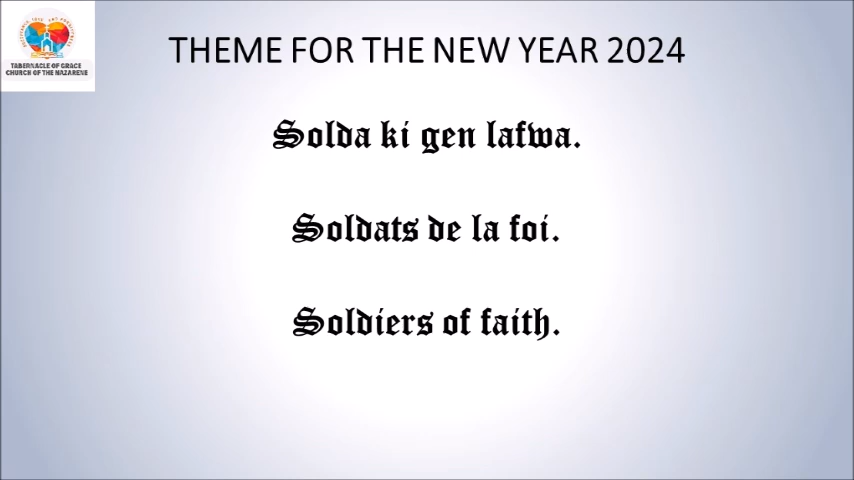 TABERNACLE OF GRACE
CHURCH OF THE NAZARENE
THEME FOR THE NEW YEAR 2024
Solda ki gen lafwa.
Soldats de la foi.
Soldiers of faith.